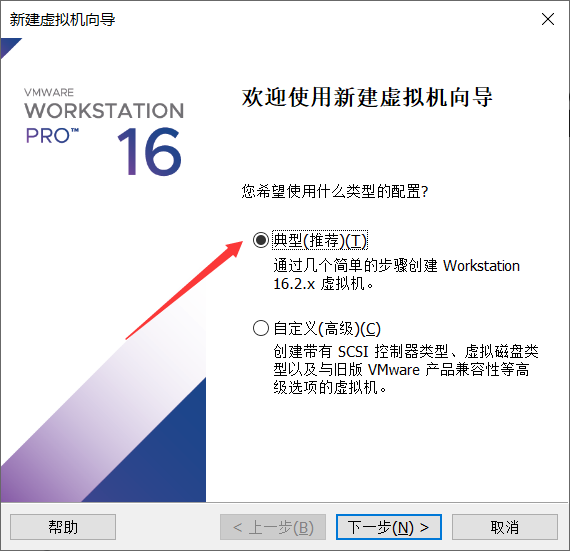 新建虚拟机向导
VMWARE
WORKSTATION
PRO™ 16
欢迎使用新建虚拟机向导
您希望使用什么类型的配置?
典型(推荐)(T)
通过几个简单的步骤创建 Workstation
16.2.x 虚拟机。
自定义(高级)(C)
创建带有 SCSI 控制器类型、虚拟磁盘类
型以及与旧版 VMware 产品兼容性等高
级选项的虚拟机。
帮助
< 上一步(B)
下一步(N) >
取消